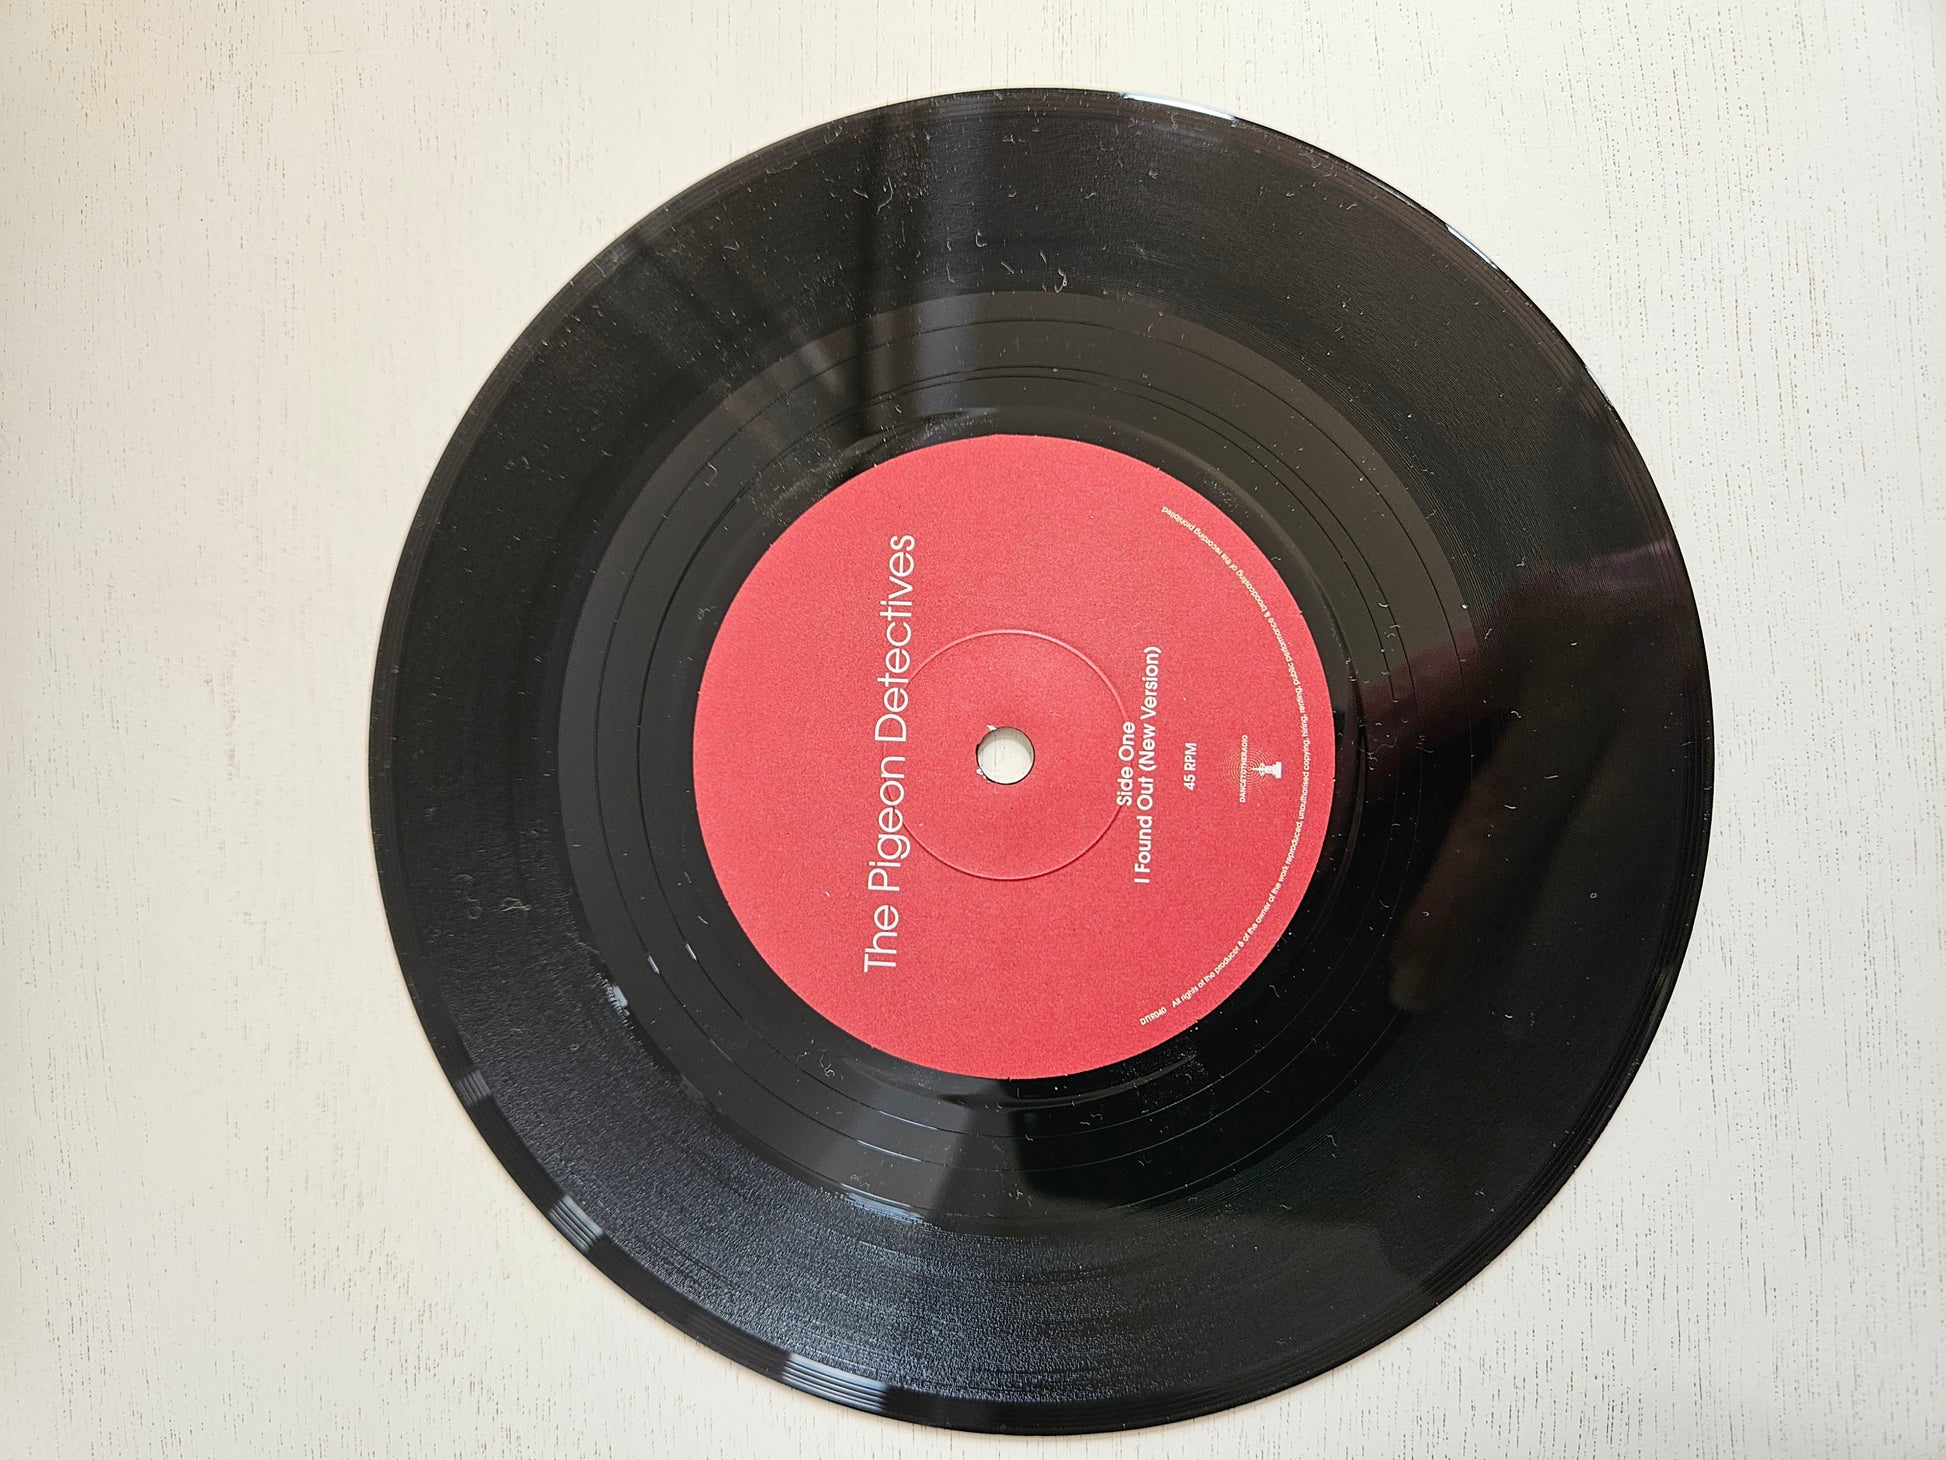 The Pigeon Detectives
Side One
I Found Out (New Version)
45 RPM
DANCETOTHERADIO
DTTR040 All rights of the producer & of the owner of the work reproduced, unauthorised copying, hiring, renting, public performance & broadcasting of this recording prohibited.